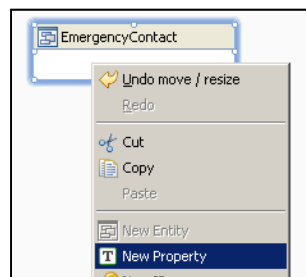 EmergencyContact
Undo move / resize
Redo
Cut
Copy
Paste
New Entity
T New Property